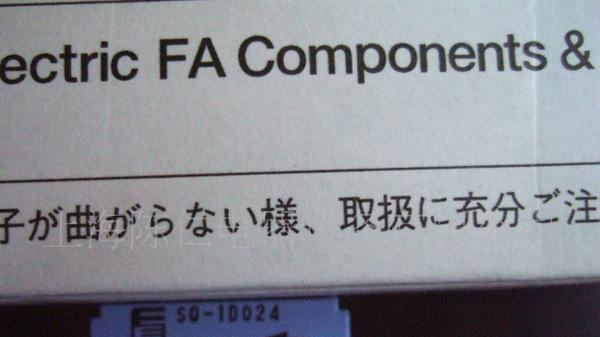 ectric FA Components &
子が曲がらない様、取扱に充分ご注
SQ-ID024